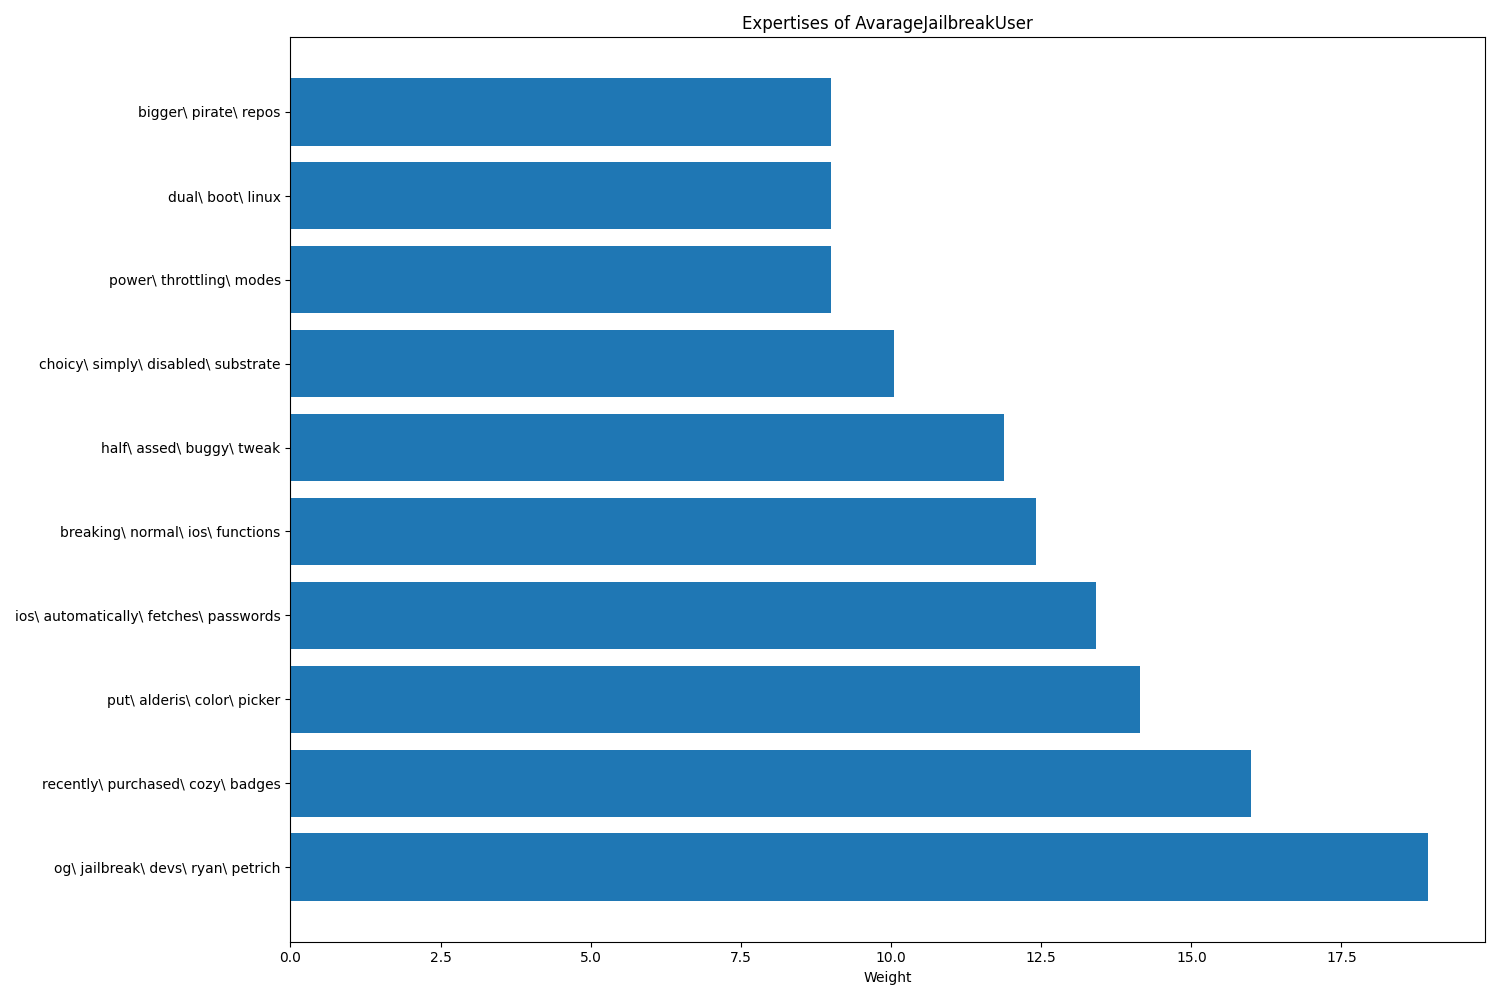 Expertises of AvarageJailbreakUser
bigger\ pirate\ repos
dual\ boot\ linux
power\ throttling\ modes
choicy\ simply\ disabled\ substrate
half\ assed\ buggy\ tweak
breaking\ normal\ ios\ functions
ios\ automatically\ fetches\ passwords
put\ alderis\ color\ picker
recently\ purchased\ cozy\ badges
og\ jailbreak\ devs\ ryan\ petrich
0.0 2.5 5.0 7.5 10.0 12.5 15.0 17.5
Weight